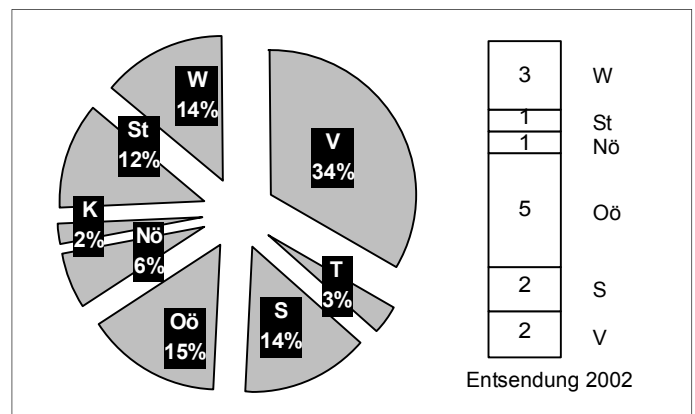 W
14%
V
34%
St
12%
K
2%
Nö
6%
T
3%
Oö
15%
S
14%
3 W
1 St
1 Nö
5 Oö
2 S
2 V
Entsendung 2002